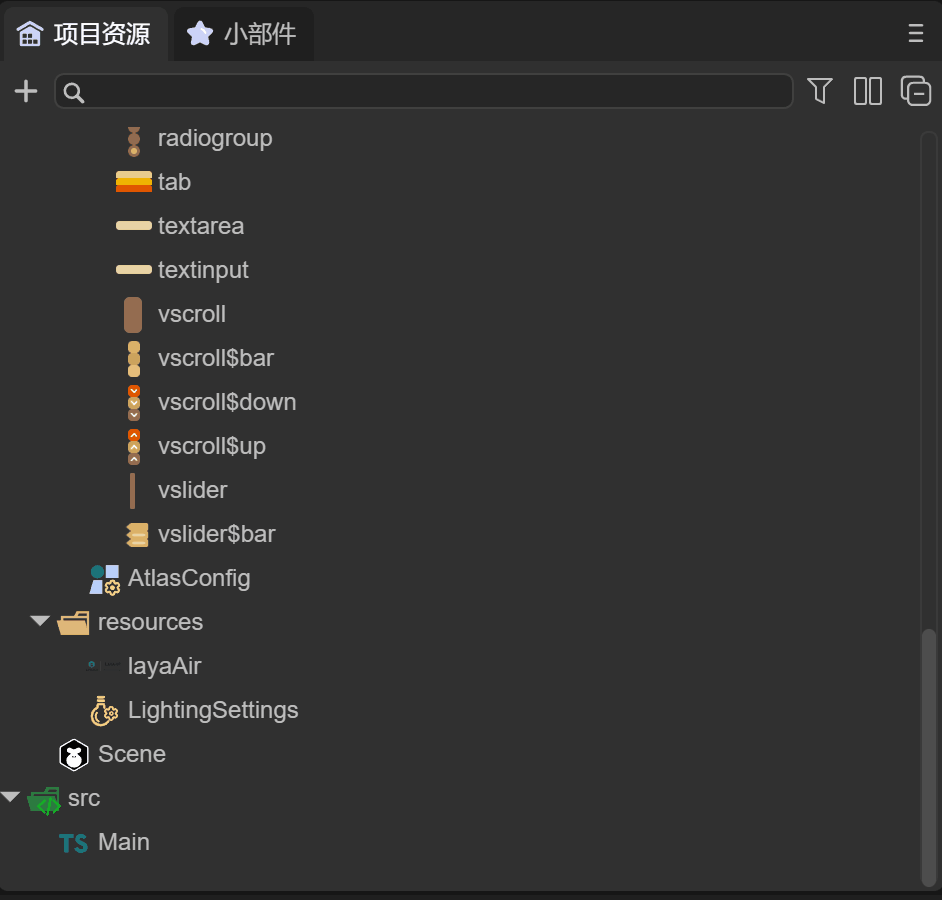 项目资源 小部件
radiogroup
tab
textarea
textinput
vscroll
vscroll$bar
vscroll$down
vscroll$up
vslider
vslider$bar
AtlasConfig
resources
layaAir
LightingSettings
Scene
src
TS Main